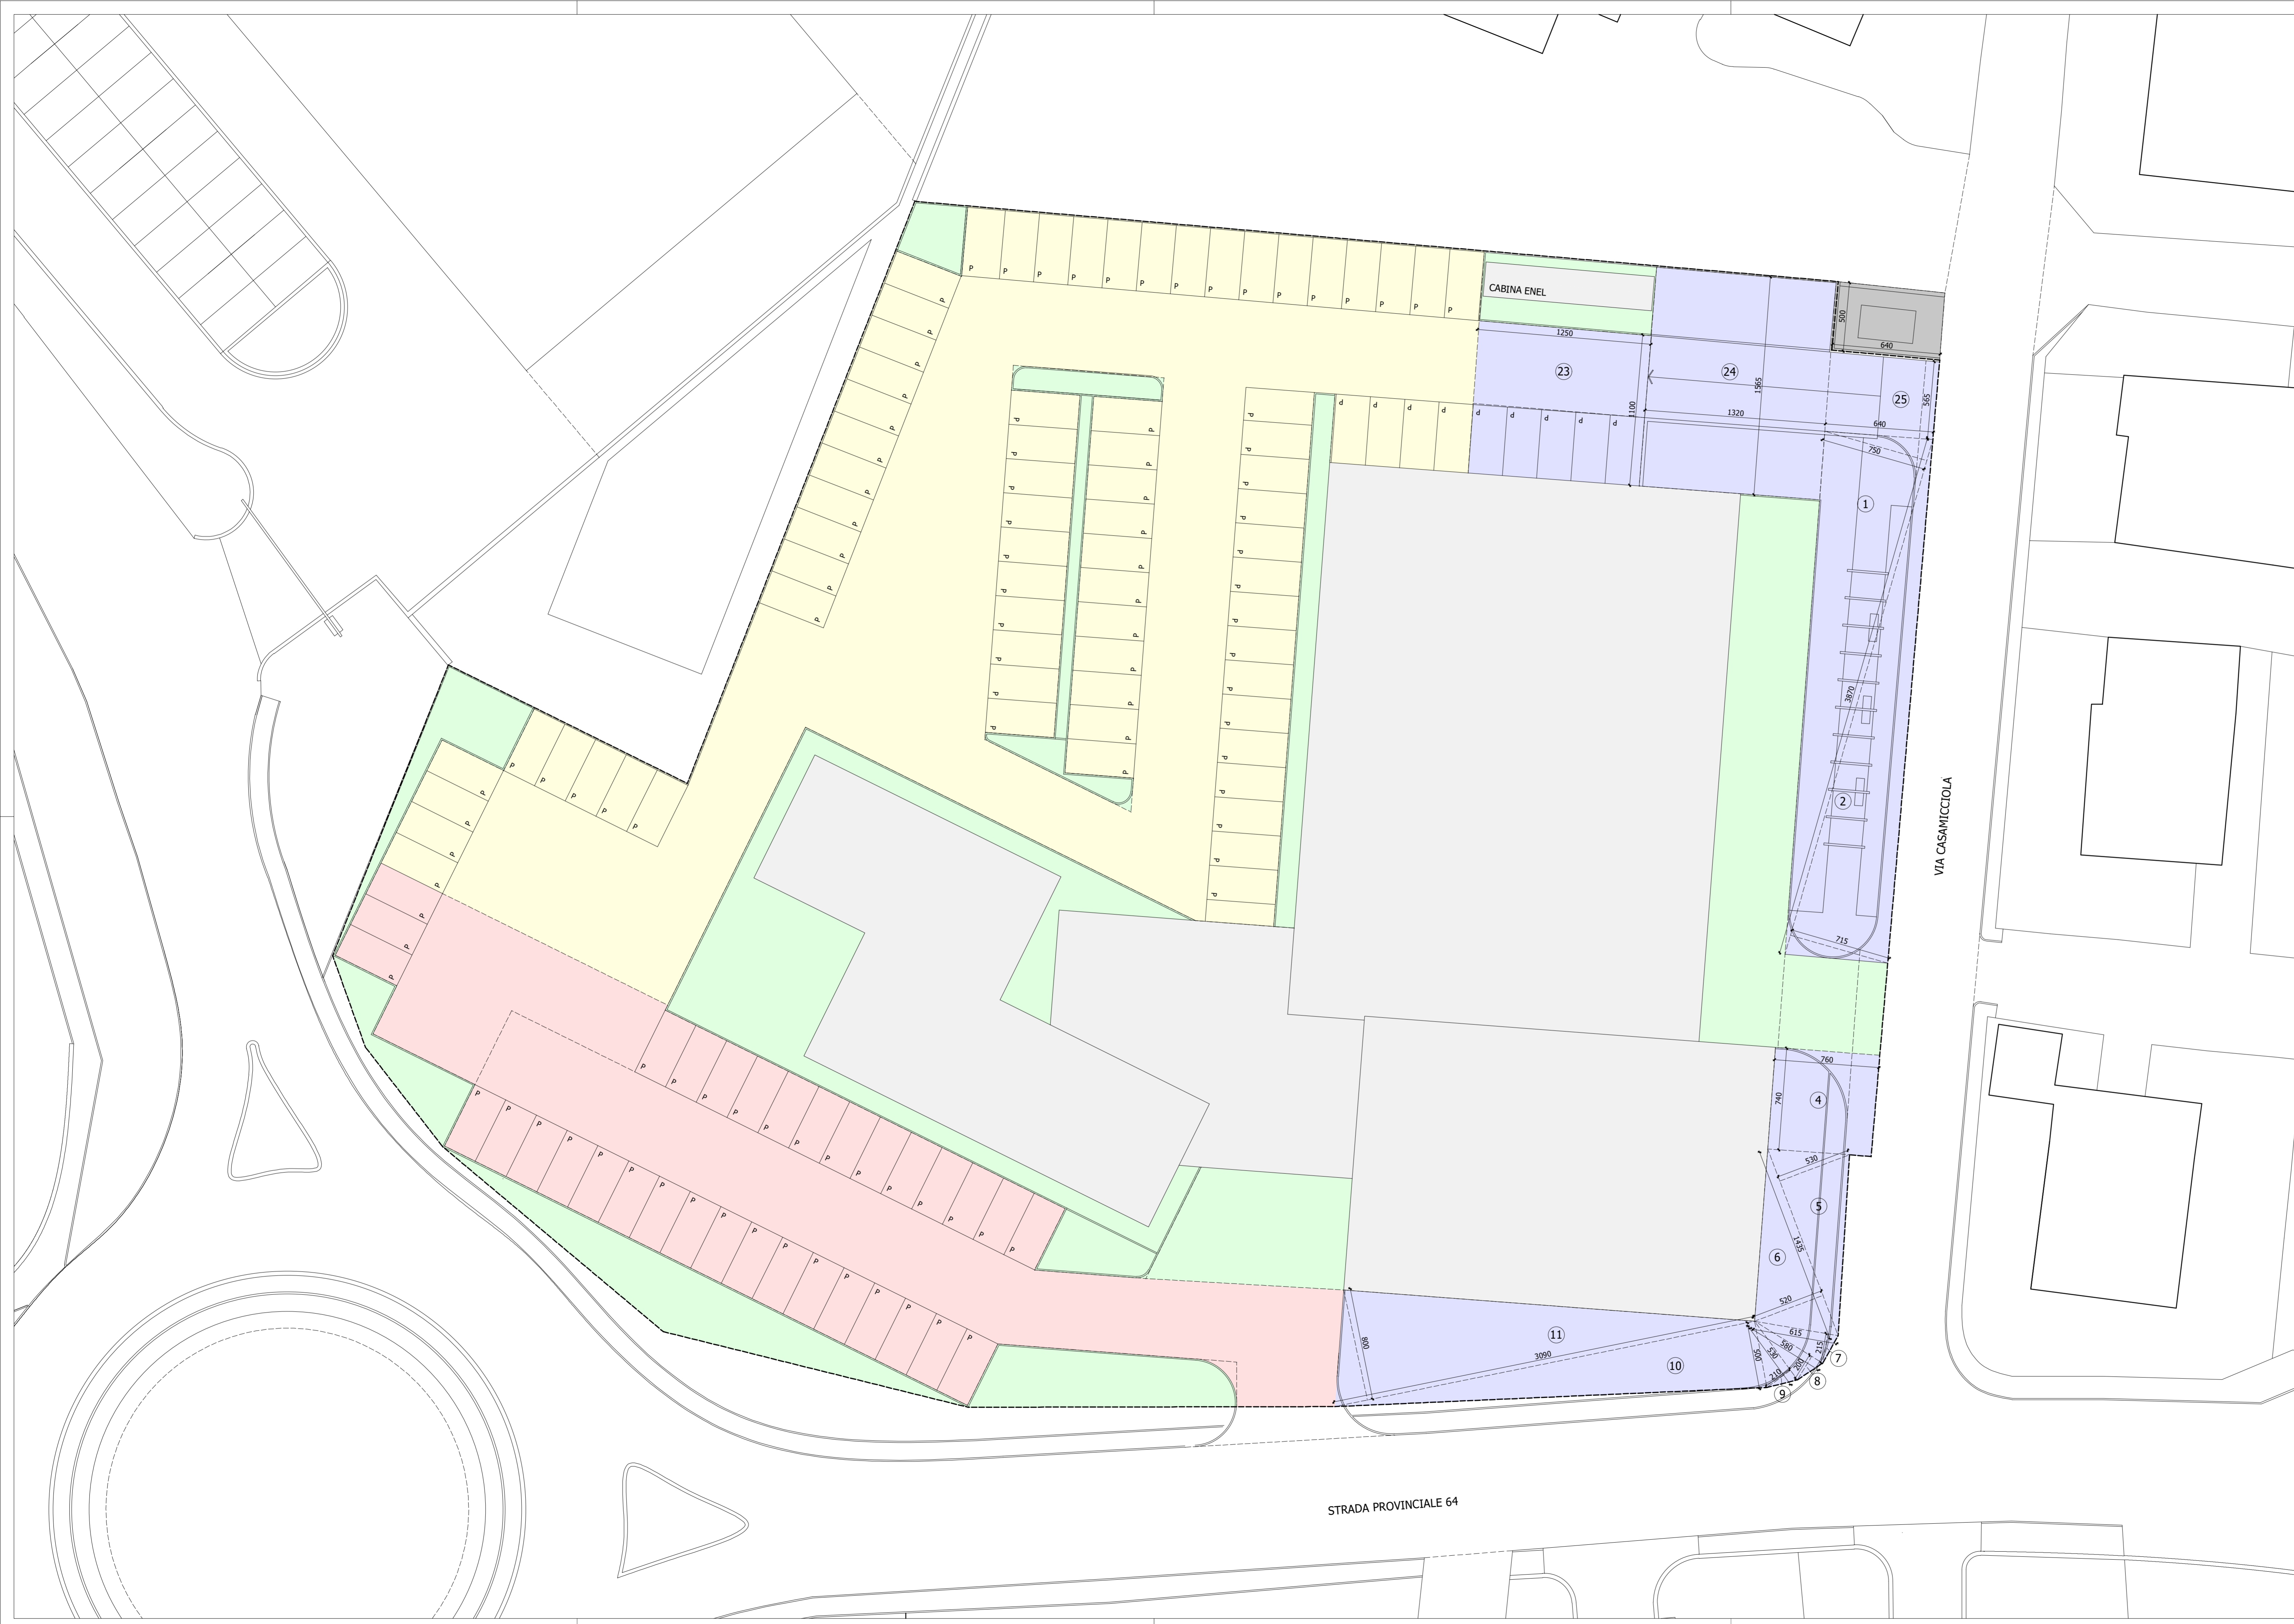 P P P P P P P P P P P P P P P
CABINA ENEL
500
640
1250
23
24
1565
25
565
1100
1320
640
750
P P P P P P P P P P P
d d d d d d d d d
P P P P P P P P P P
P P P P P P P P P P P
P P P P P P P P P P P P P P P
1
3870
2
715
VIA CASAMICCIOLA
P P P P P
P P P P
P P P
760
740
4
530
5
1435
6
520
615
580
530
505
215
200
210
7
8
9
P P P P P P P P P P P P P
P P P P P P P P P P P P P P P P P
800
3090
11
10
STRADA PROVINCIALE 64